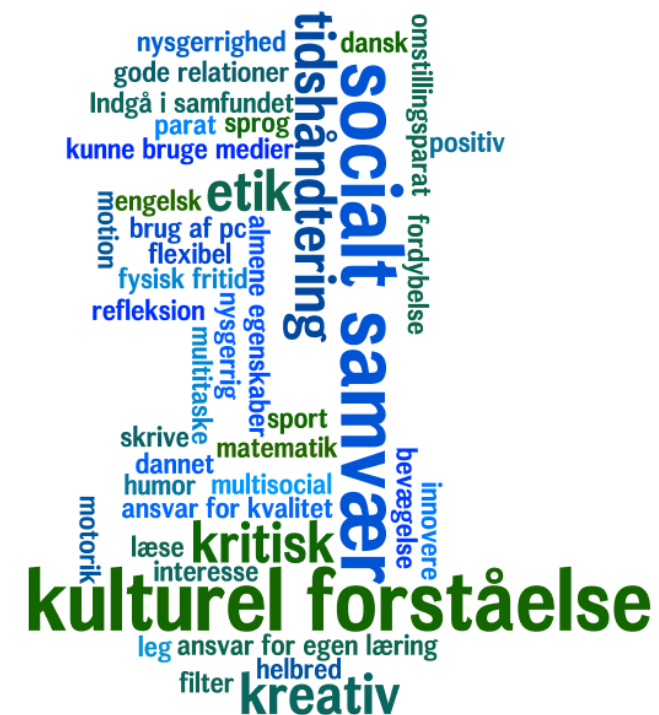 nysgerrighed
dansk
omstillingsparat
tidshåndtering
gode relationer
socialt samvær
Indgå i samfundet
parat
sprog
positiv
kunne bruge medier
etik
engelsk
motion
brug af pc
almene egenskaber
fordybelse
flexibel
fysisk fritid
nysgerrig
refleksion
multitaske
sport
skrive
matematik
dannet
bevægelse
humor
multisocial
innovere
ansvar for kvalitet
motorik
kritisk
læse
interesse
kulturel forståelse
leg
ansvar for egen læring
helbred
filter
kreativ